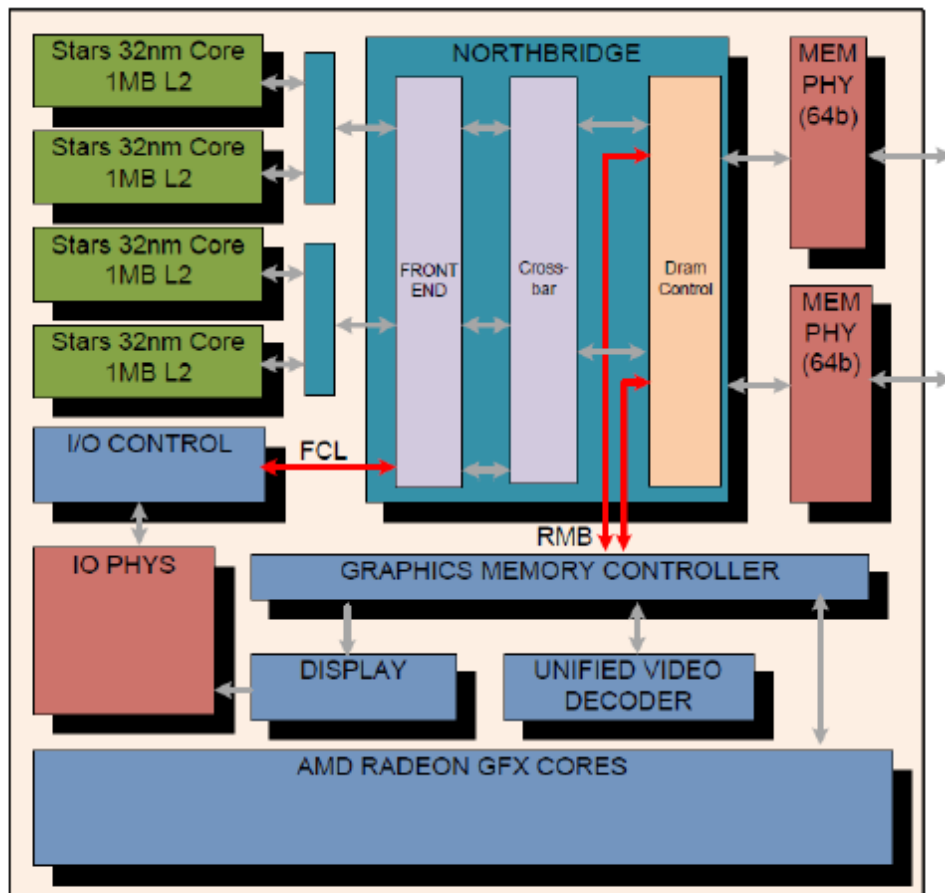 Stars 32nm Core
1MB L2
Stars 32nm Core
1MB L2
Stars 32nm Core
1MB L2
Stars 32nm Core
1MB L2
NORTHBRIDGE
FRONT
END
Cross-
bar
Dram
Control
MEM
PHY
(64b)
MEM
PHY
(64b)
I/O CONTROL
FCL
RMB
IO PHYS
GRAPHICS MEMORY CONTROLLER
DISPLAY
UNIFIED VIDEO
DECODER
AMD RADEON GFX CORES